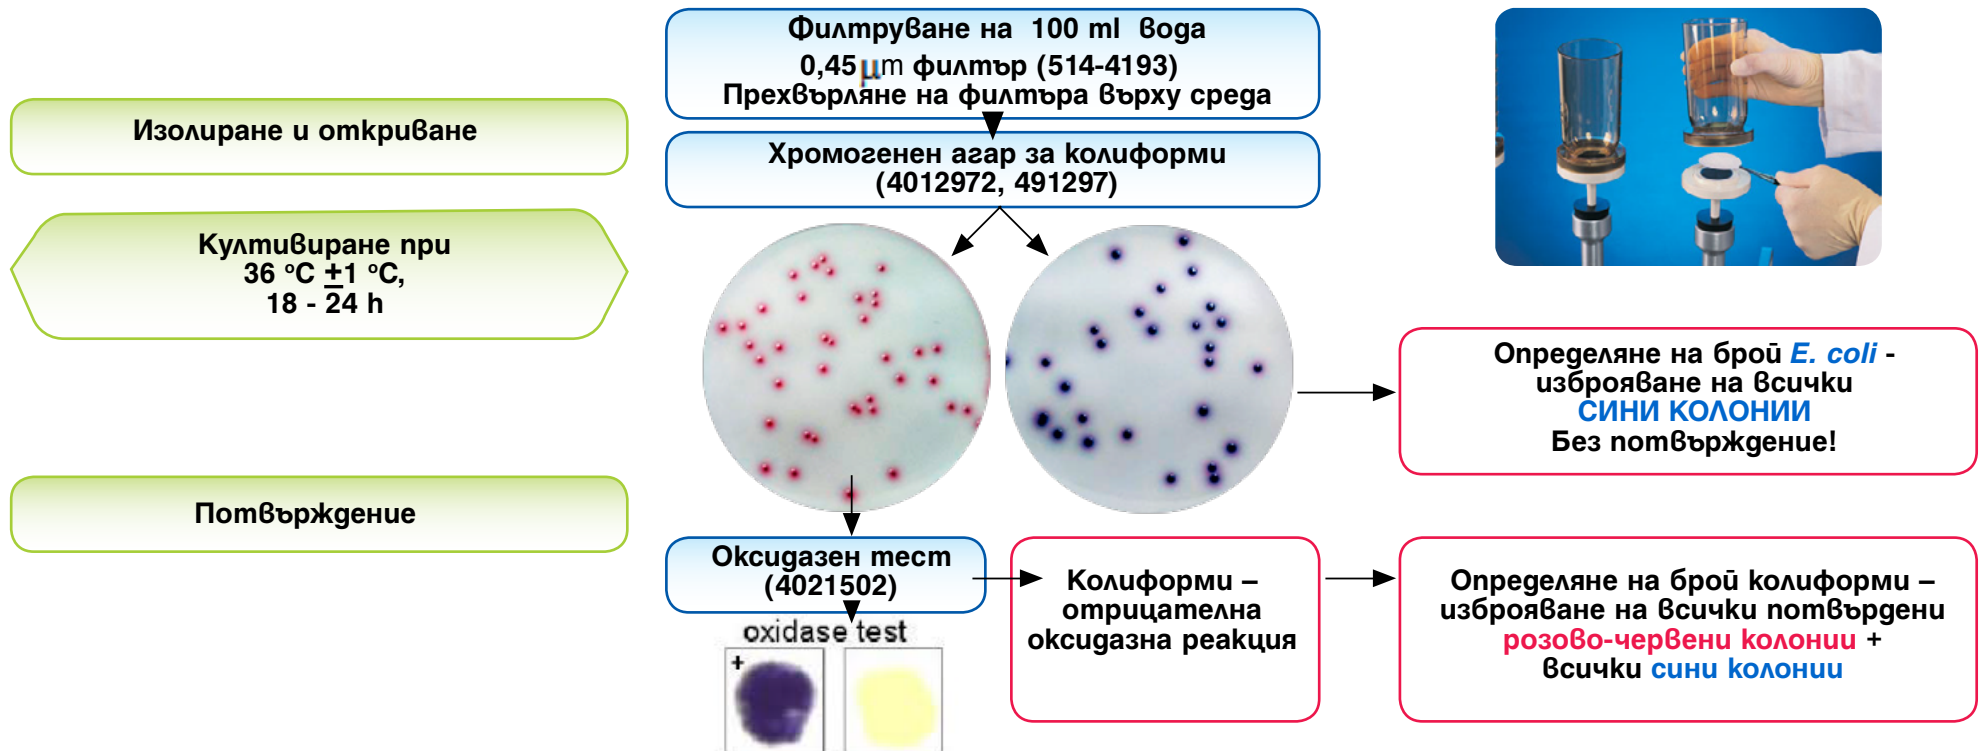 Филтруване на 100 ml вода
0,45 µm филтър (514-4193)
Прехвърляне на филтъра върху среда
Изолиране и откриване
Хромогенен агар за колиформи
(4012972, 491297)
Култивиране при
36 °C ±1 °C,
18 - 24 h
Определяне на брой E. coli -
изброяване на всички
СИНИ КОЛОНИИ
Без потвърждение!
Потвърждение
Оксидазен тест
(4021502)
oxidase test
+
Колиформи –
отрицателна
оксидазна реакция
Определяне на брой колиформи –
изброяване на всички потвърдени
розово-червени колонии +
всички сини колонии